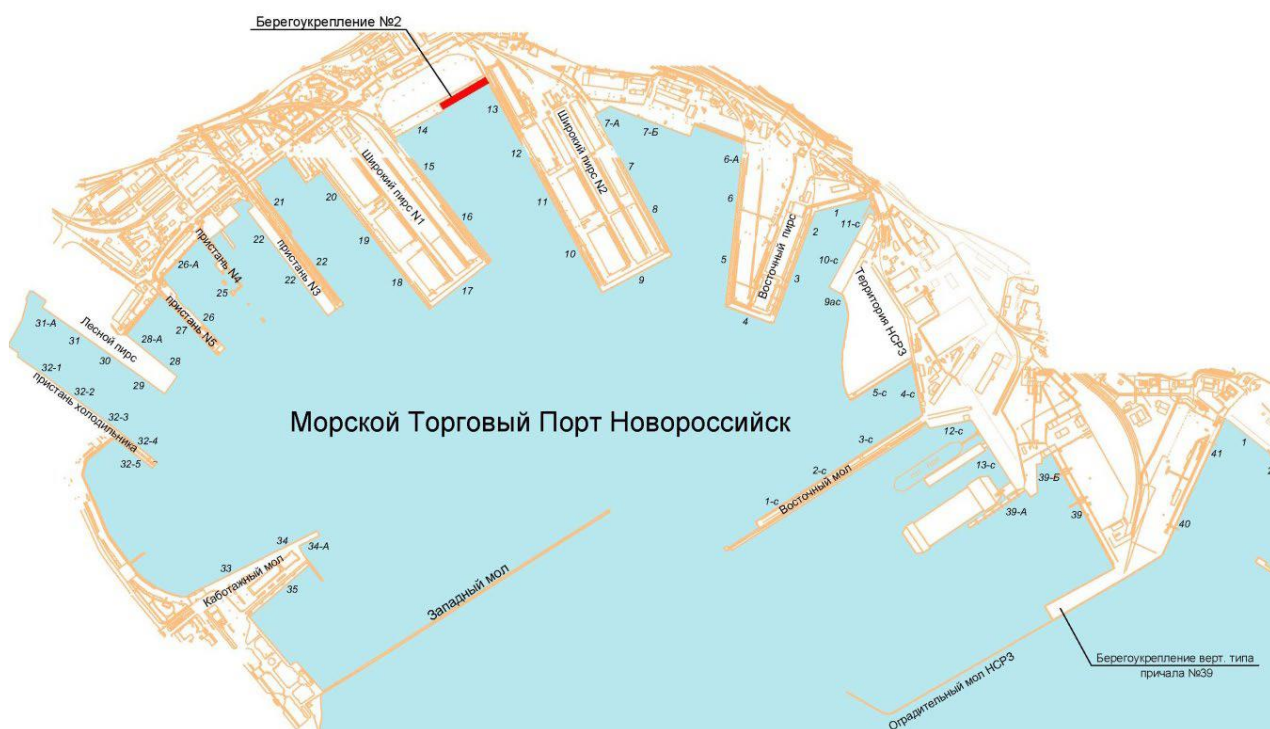 Берегоукрепление №2
13
14
7-А
7-Б
Широкий пирс N2
12
15
Широкий пирс N1
7
6-А
20
21
11
6
16
8
1
11-с
2
Восточный пирс
22
пристань N3
22
22
19
10
5
10-с
3
9
18
17
9ас
4
Территория НСРЗ
пристань N4
26-А
25
26
пристань N5
27
28-А
28
Лесной пирс
31-А
31
30
29
32-1
32-2
32-3
32-4
32-5
пристань холодильника
5-с
4-с
Морской Торговый Порт Новороссийск
3-с
2-с
1-с
Восточный мол
12-с
13-с
39-А
39-Б
39
41
40
1
34
34-А
33
Каботажный мол
35
Западный мол
Оградительный мол НСРЗ
Берегоукрепление верт. типа
причала №39